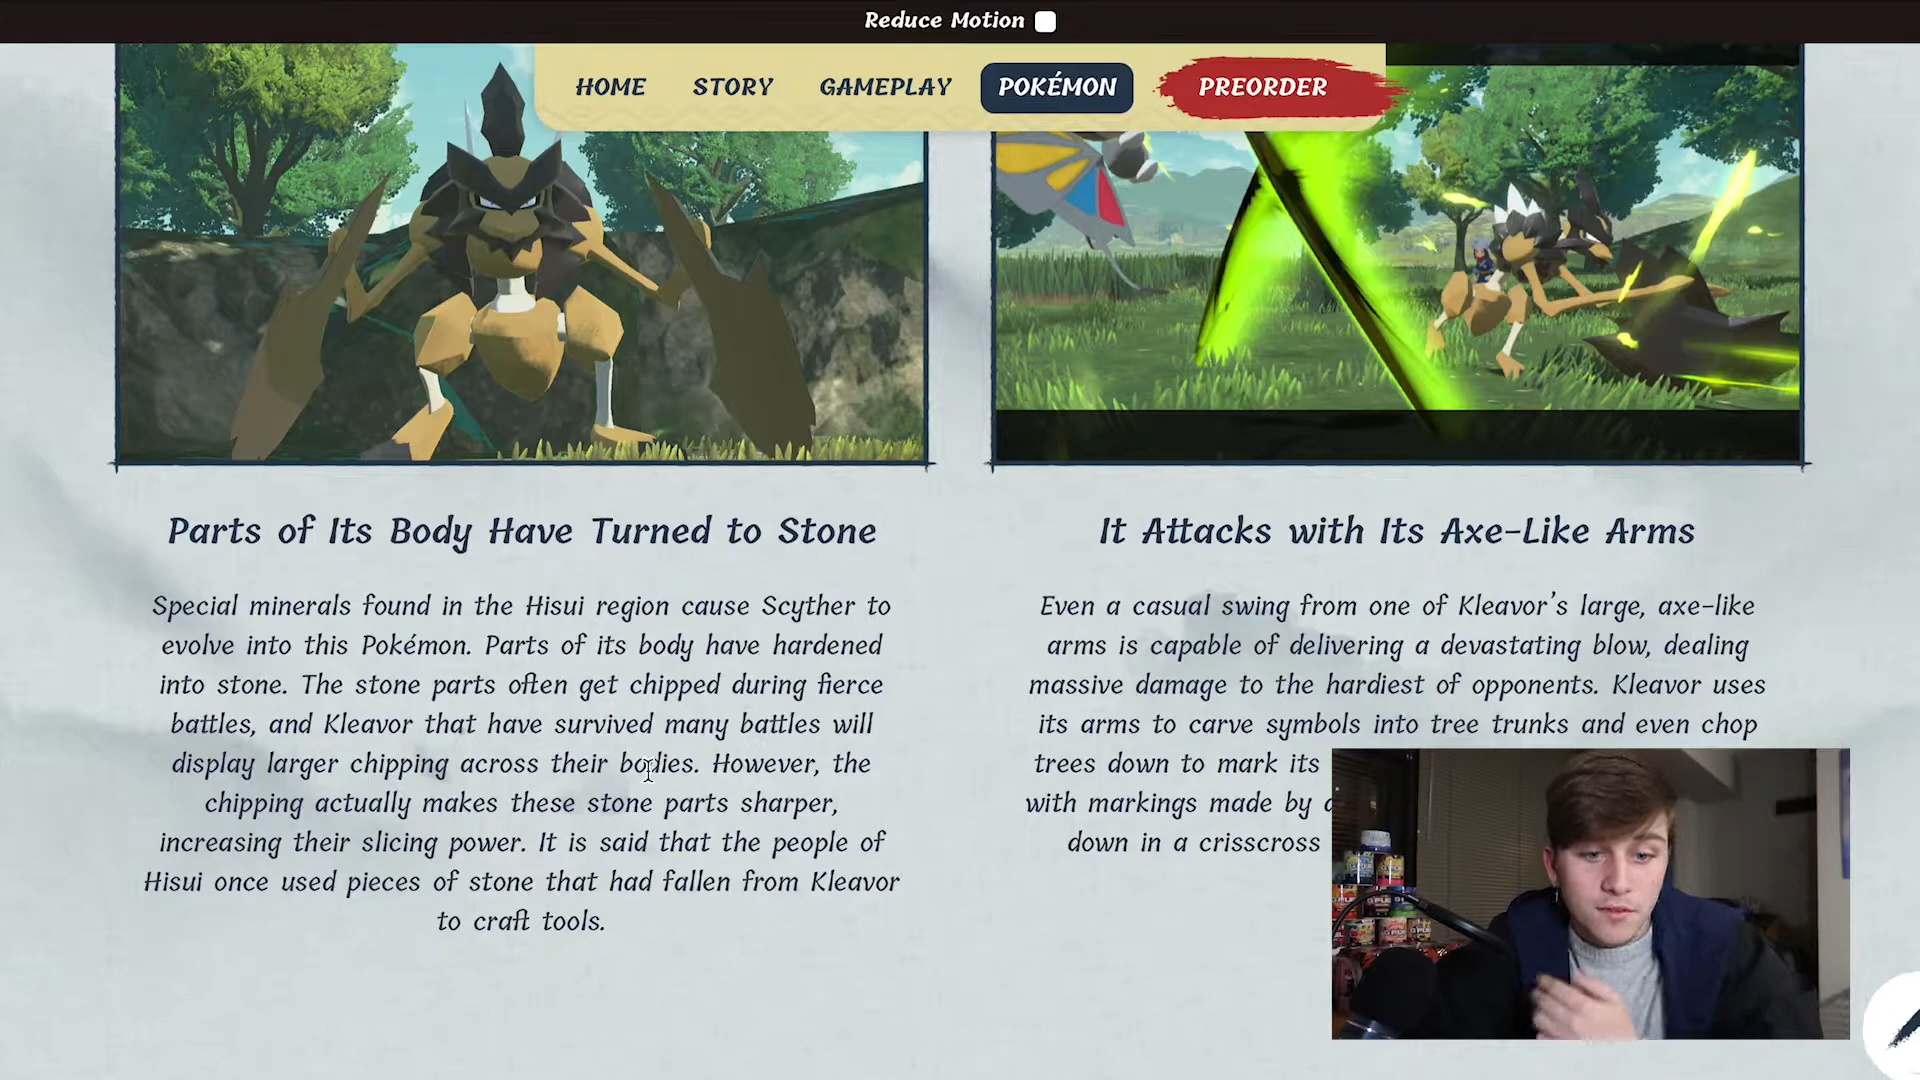 Reduce Motion
HOME STORY GAMEPLAY POKÉMON PREORDER
Parts of Its Body Have Turned to Stone
Special minerals found in the Hisui region cause Scyther to
evolve into this Pokémon. Parts of its body have hardened
into stone. The stone parts often get chipped during fierce
battles, and Kleavor that have survived many battles will
display larger chipping across their bodies. However, the
chipping actually makes these stone parts sharper,
increasing their slicing power. It is said that the people of
Hisui once used pieces of stone that had fallen from Kleavor
to craft tools.
It Attacks with Its Axe-Like Arms
Even a casual swing from one of Kleavor's large, axe-like
arms is capable of delivering a devastating blow, dealing
massive damage to the hardiest of opponents. Kleavor uses
its arms to carve symbols into tree trunks and even chop
trees down to mark its
with markings made by
down in a crisscross
G FUEL
G FUEL